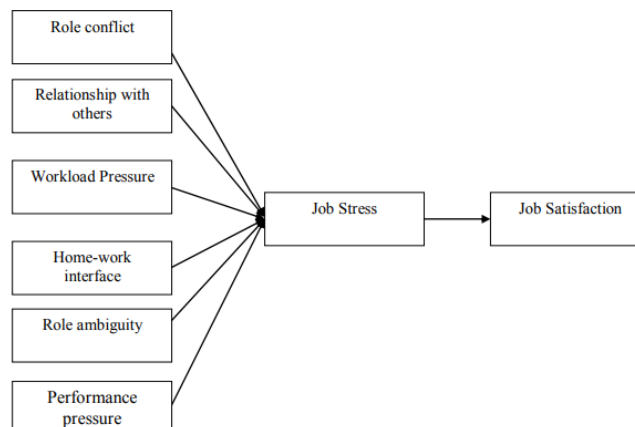 Role conflict
Relationship with
others
Workload Pressure
Job Stress
Job Satisfaction
Home-work
interface
Role ambiguity
Performance
pressure